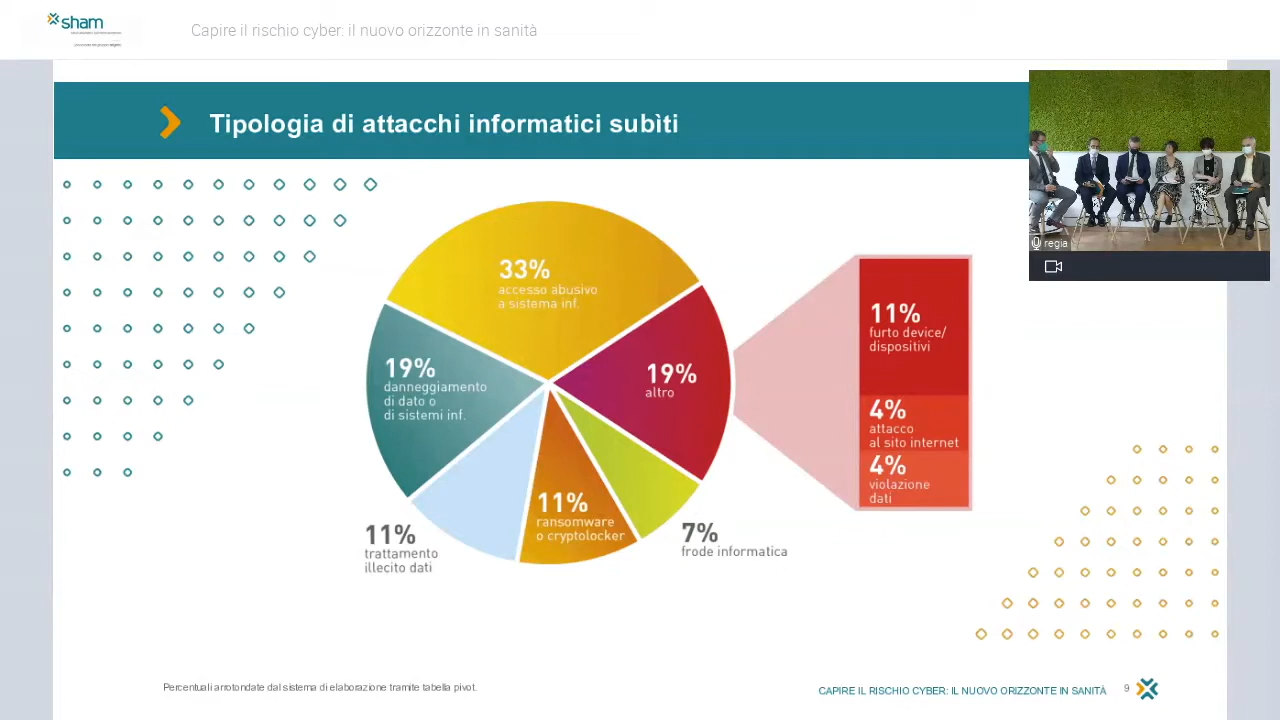 sham
Capire il rischio cyber: il nuovo orizzonte in sanità
Tipologia di attacchi informatici subìti
regia
33%
accesso abusivo
a sistema inf.
19%
danneggiamento
di dato o
di sistemi inf.
19%
altro
11%
furto device/
dispositivi
4%
attacco
al sito internet
4%
violazione
dati
11%
ransomware
o cryptolocker
11%
trattamento
illecito dati
7%
frode informatica
Percentuali arrotondate dal sistema di elaborazione tramite tabella pivot.
CAPIRE IL RISCHIO CYBER: IL NUOVO ORIZZONTE IN SANITÀ
9